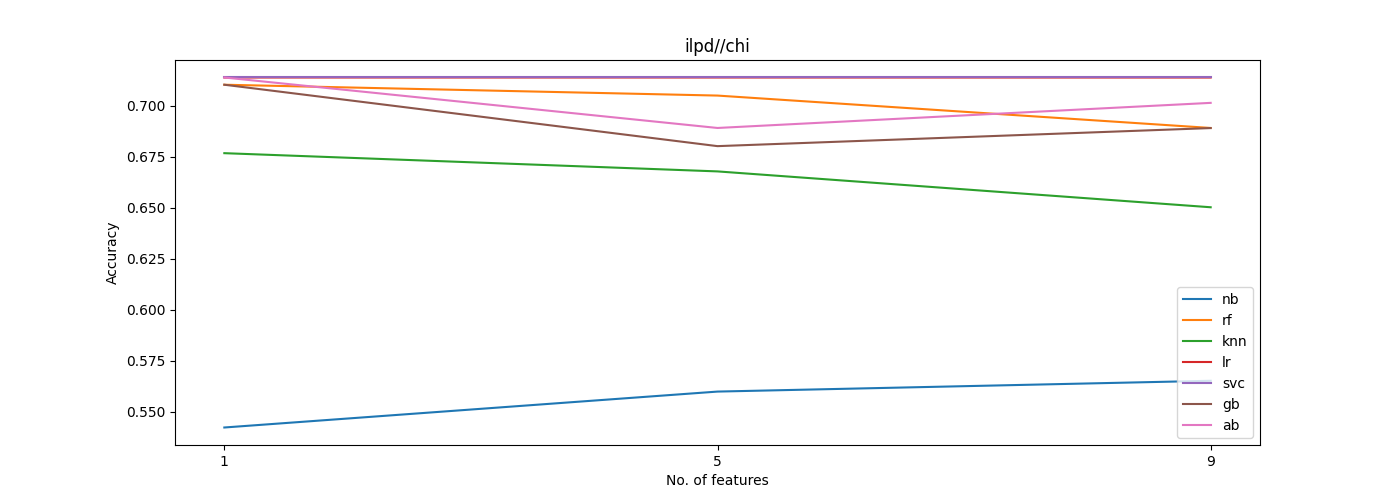 ilpd//chi
Accuracy
0.700
0.675
0.650
0.625
0.600
0.575
0.550
1
5
9
No. of features
nb
rf
knn
lr
svc
gb
ab